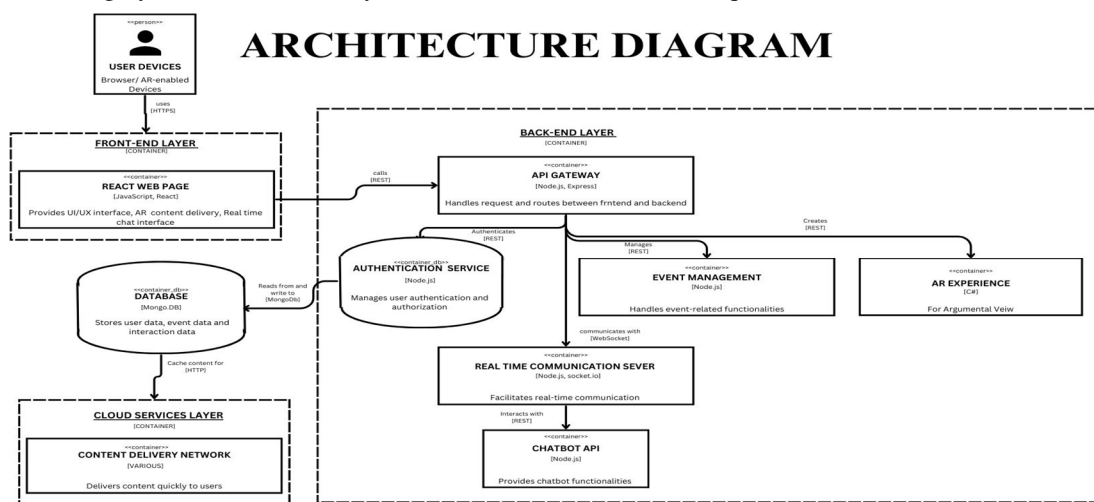 ARCHITECTURE DIAGRAM
<<person>>
USER DEVICES
Browser/ AR-enabled
Devices
uses
[HTTPS]
FRONT-END LAYER
[CONTAINER]
<<container>>
REACT WEB PAGE
[JavaScript, React]
Provides UI/UX interface, AR content delivery, Real time
chat interface
calls
[REST]
BACK-END LAYER
[CONTAINER]
<<container>>
API GATEWAY
[Node.js, Express]
Handles request and routes between frntend and backend
Authenticates
[REST]
Manages
[REST]
Creates
[REST]
<<container_db>>
AUTHENTICATION SERVICE
[Node.js]
Manages user authentication and
authorization
<<container>>
EVENT MANAGEMENT
[Node.js]
Handles event-related functionalities
<<container>>
AR EXPERIENCE
[C#]
For Argumental Veiw
Reads from and
write to
[MongoDb]
<<container_db>>
DATABASE
[Mongo.DB]
Stores user data, event data and
interaction data
communicates with
[WebSocket]
<<container>>
REAL TIME COMMUNICATION SEVER
[Node.js, socket.io]
Facilitates real-time communication
Interacts with
[REST]
<<container>>
CHATBOT API
[Node.js]
Provides chatbot functionalities
Cache content for
[HTTP]
CLOUD SERVICES LAYER
[CONTAINER]
<<container>>
CONTENT DELIVERY NETWORK
[VARIOUS]
Delivers content quickly to users